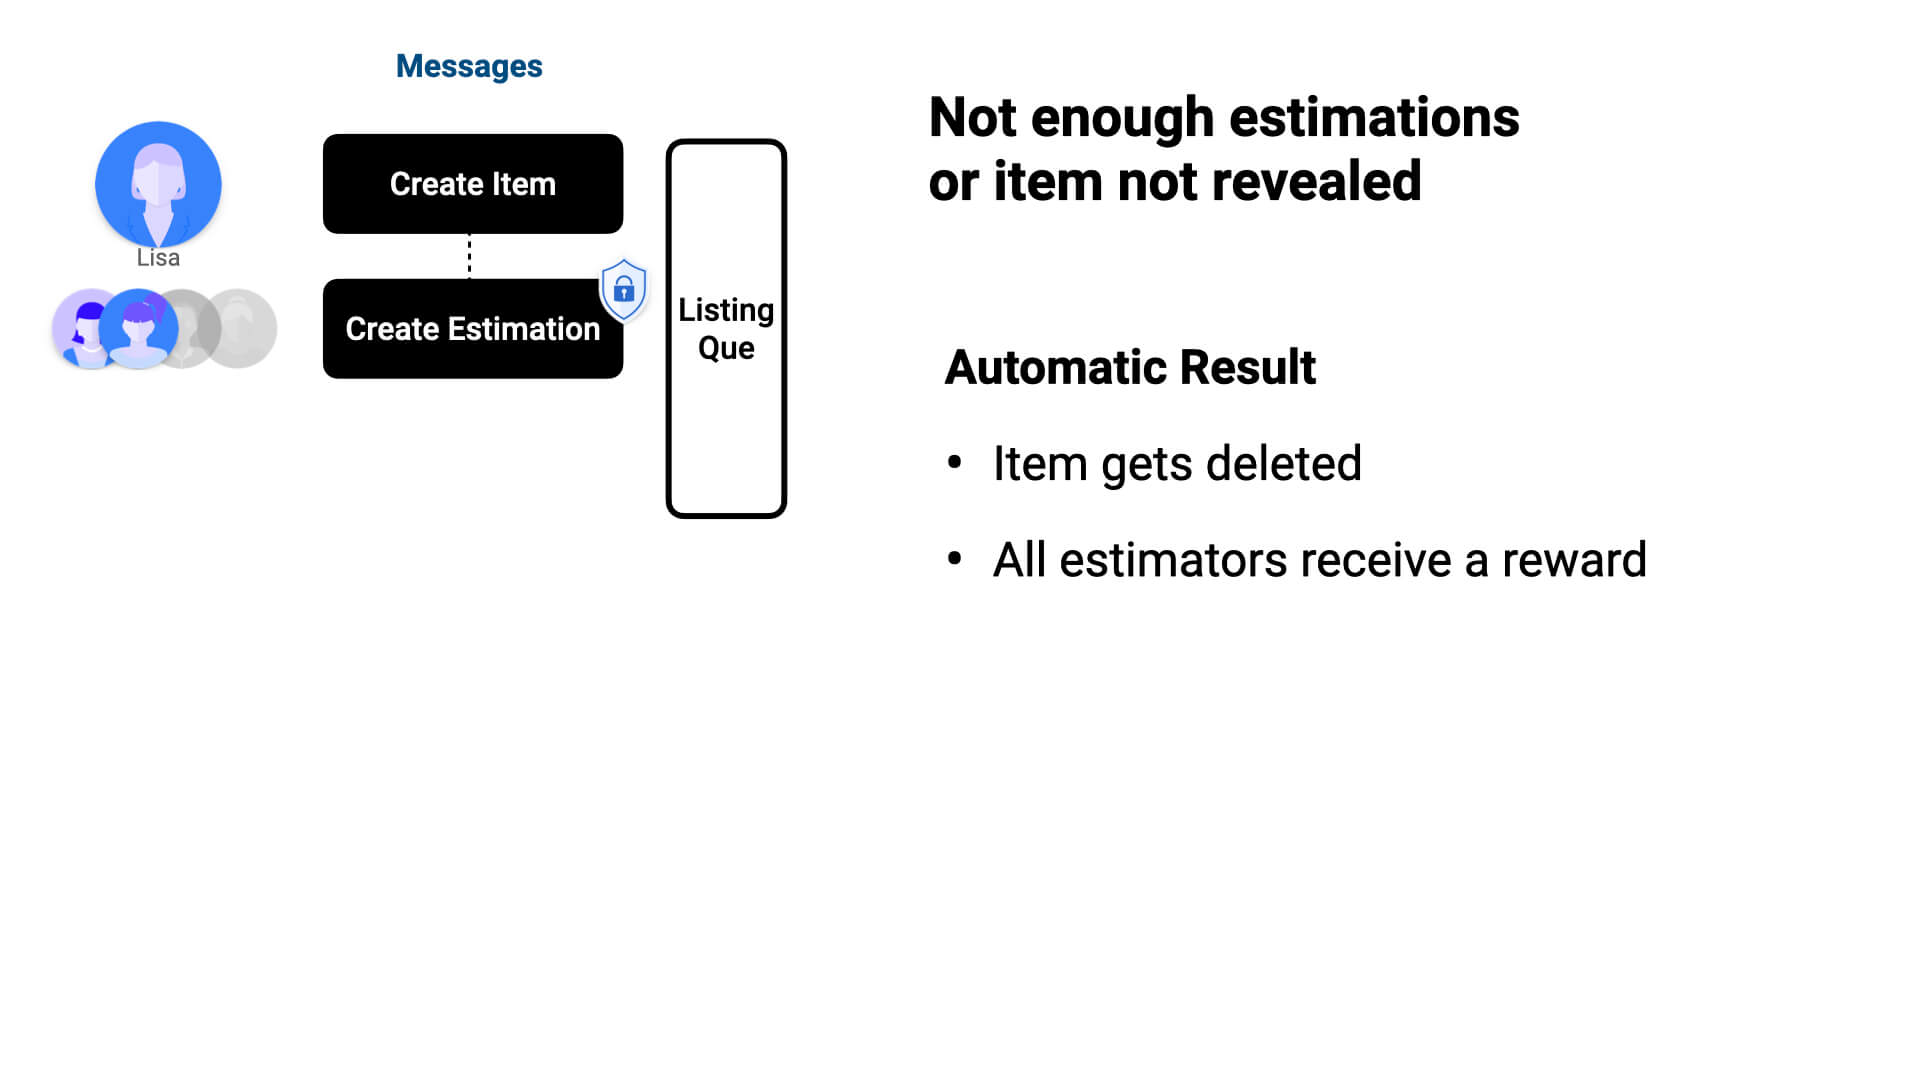 Messages
Create Item
Lisa
Create Estimation
Listing
Que
Not enough estimations
or item not revealed
Automatic Result
• Item gets deleted
• All estimators receive a reward